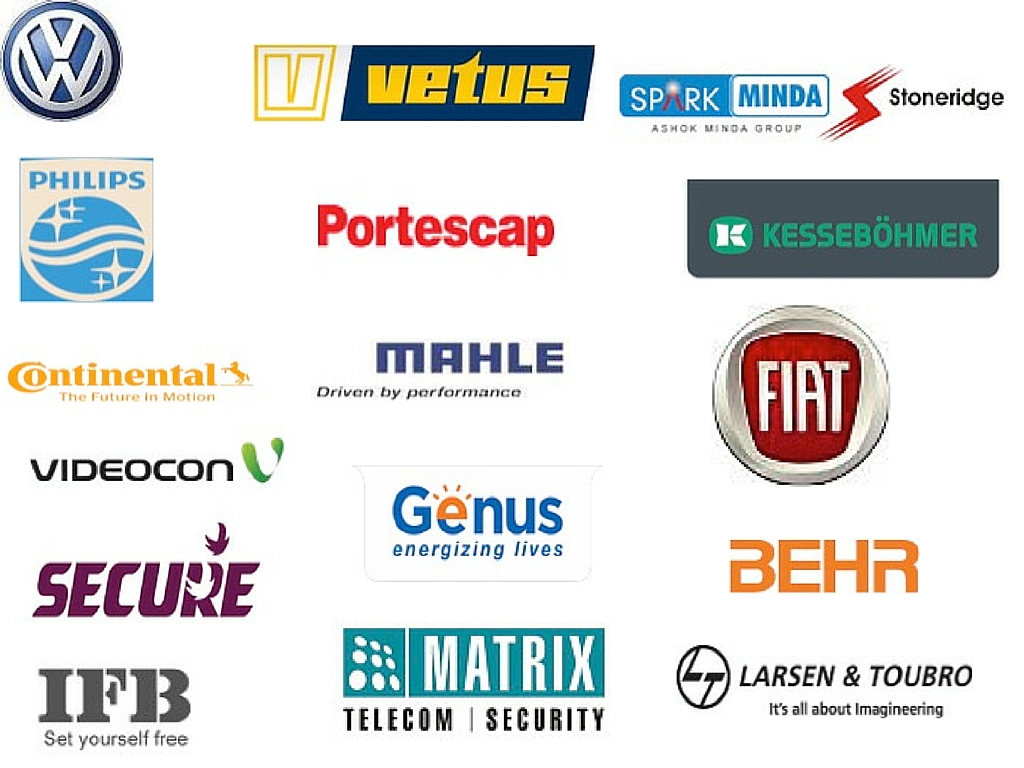 VW
V vetus
SPARK MINDA
ASHOK MINDA GROUP
Stoneridge
PHILIPS
Portescap
K KESSEBÖHMER
Continental
The Future in Motion
MAHLE
Driven by performance
FIAT
VIDEOCON V
Genus
energizing lives
SECURE
BEHR
IFB
Set yourself free
MATRIX
TELECOM | SECURITY
LT LARSEN & TOUBRO
It's all about Imagineering